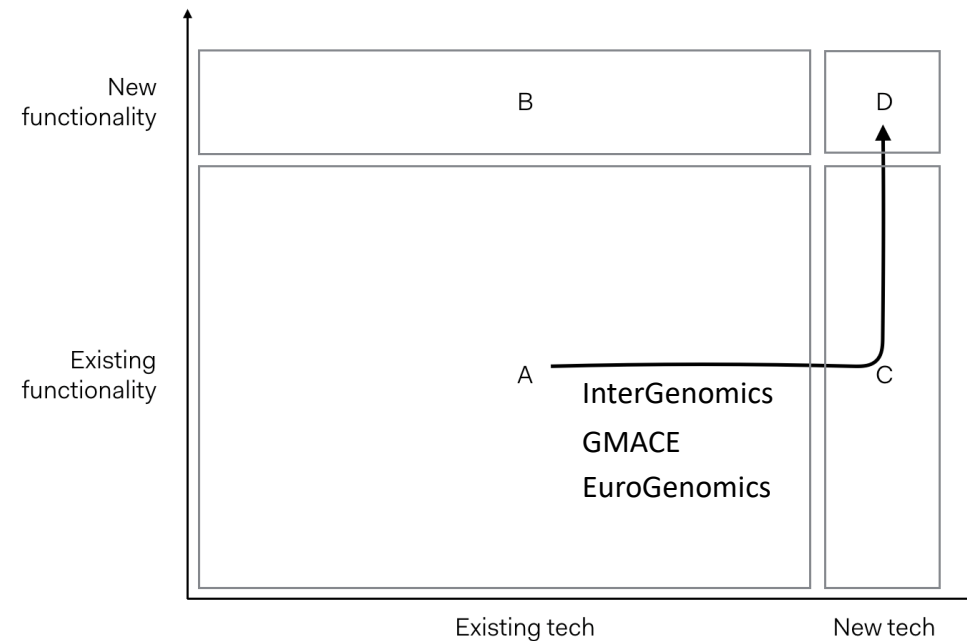 New
functionality
B
D
Existing
functionality
A
C
InterGenomics
GMACE
EuroGenomics
Existing tech
New tech